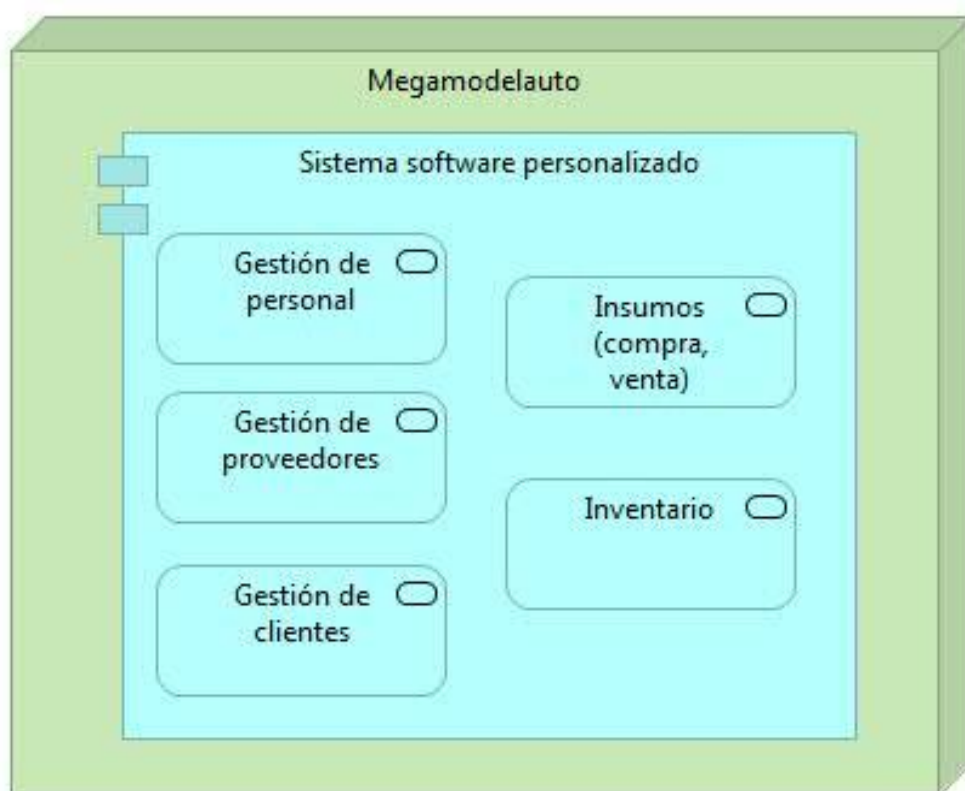 Megamodelauto
Sistema software personalizado
Gestión de
personal
Gestión de
proveedores
Gestión de
clientes
Insumos
(compra,
venta)
Inventario